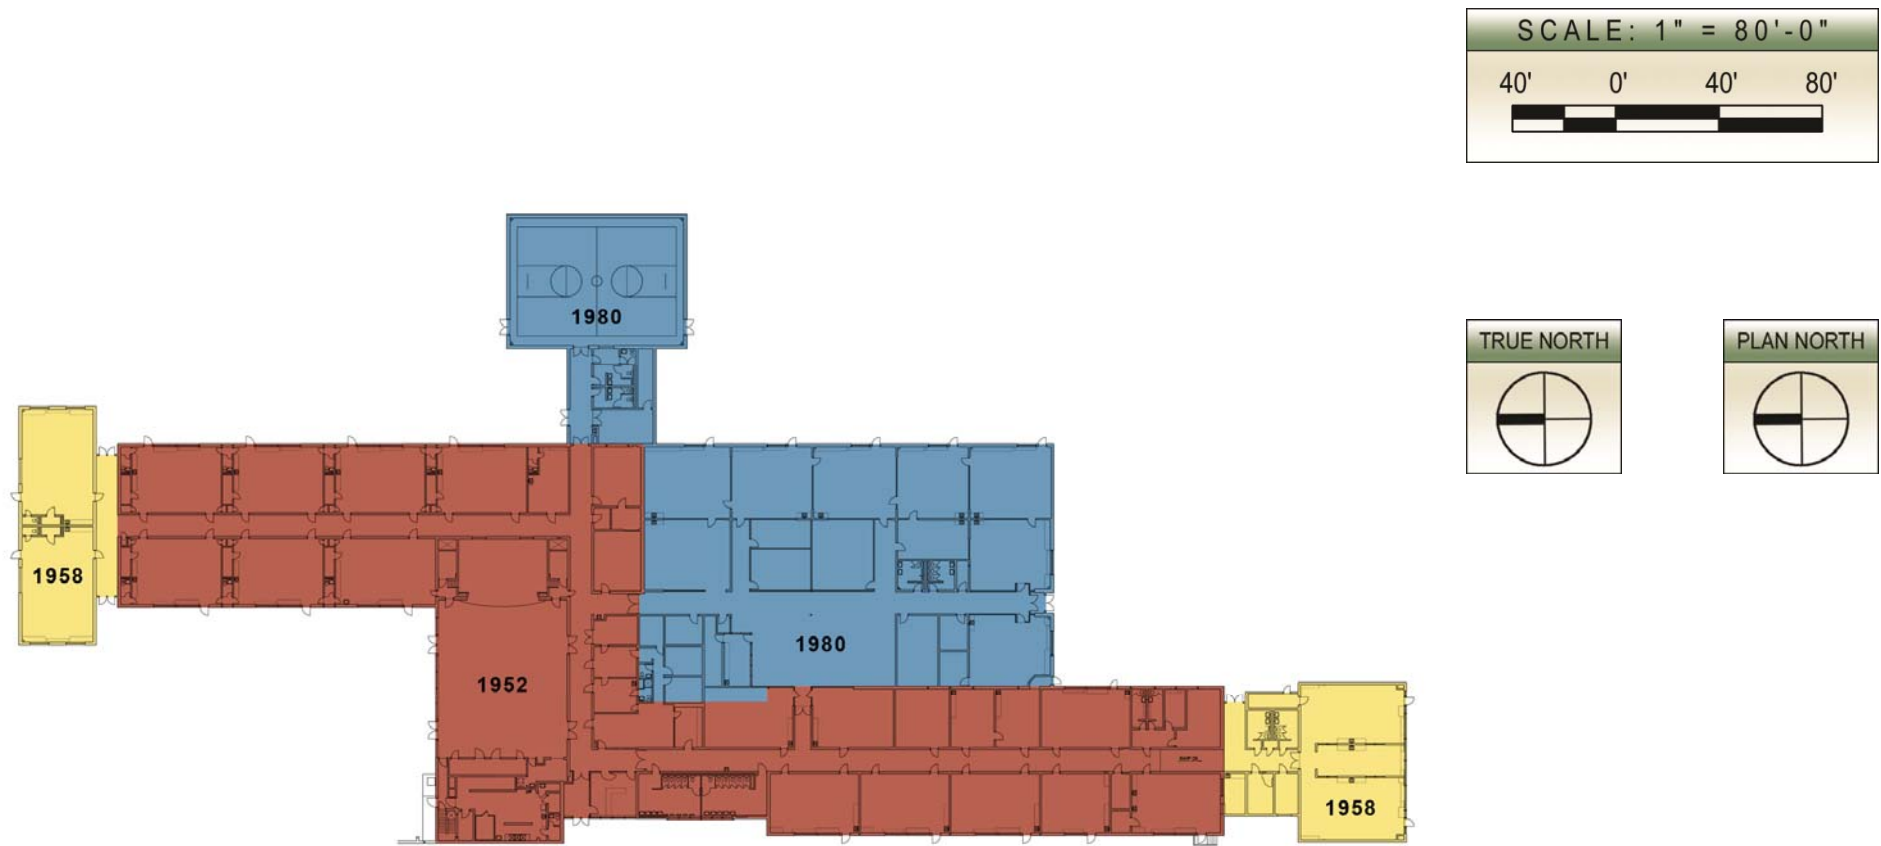 SCALE: 1" = 80'-0"
40' 0' 40' 80'
1980
TRUE NORTH
PLAN NORTH
1958
1980
1952
1958